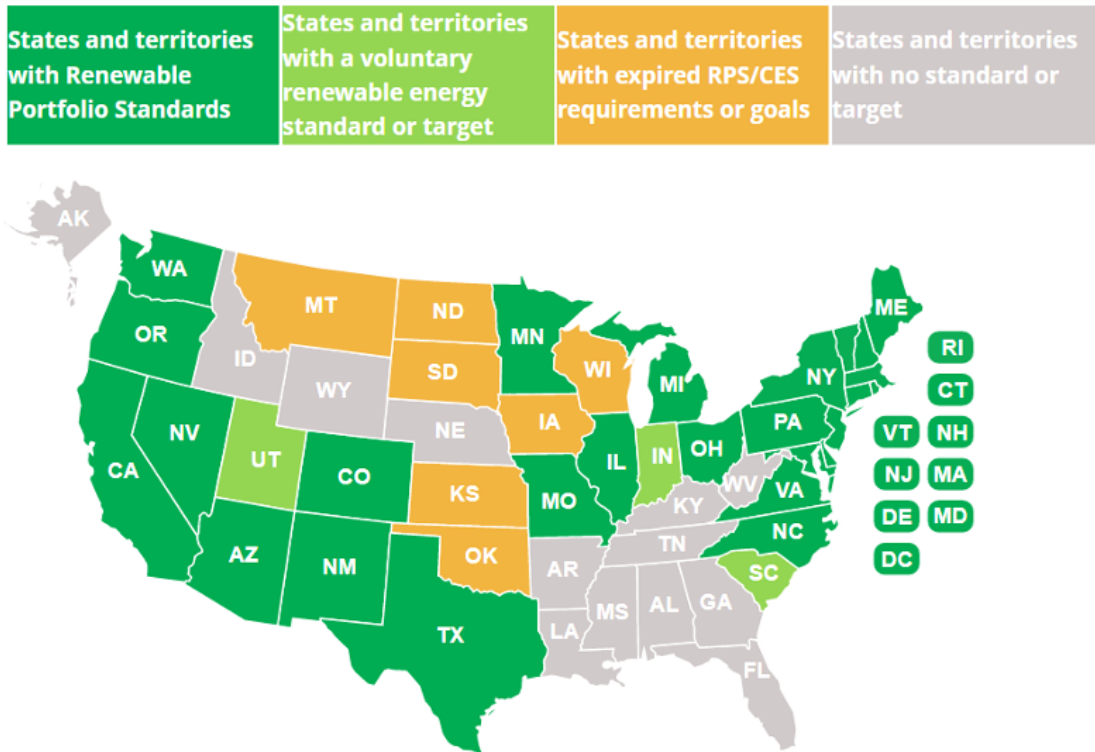 States and territories
with Renewable
Portfolio Standards
States and territories
with a voluntary
renewable energy
standard or target
States and territories
with expired RPS/CES
requirements or goals
States and territories
with no standard or
target
AK
WA
MT
ND
MN
ME
OR
ID
SD
WI
MI
NY
RI
WY
CT
NV
NE
IA
PA
VT
NH
CA
UT
CO
IL
IN
OH
NJ
MA
KS
MO
WV
VA
KY
DE
MD
AZ
NM
OK
AR
TN
NC
DC
SC
TX
LA
MS
AL
GA
FL